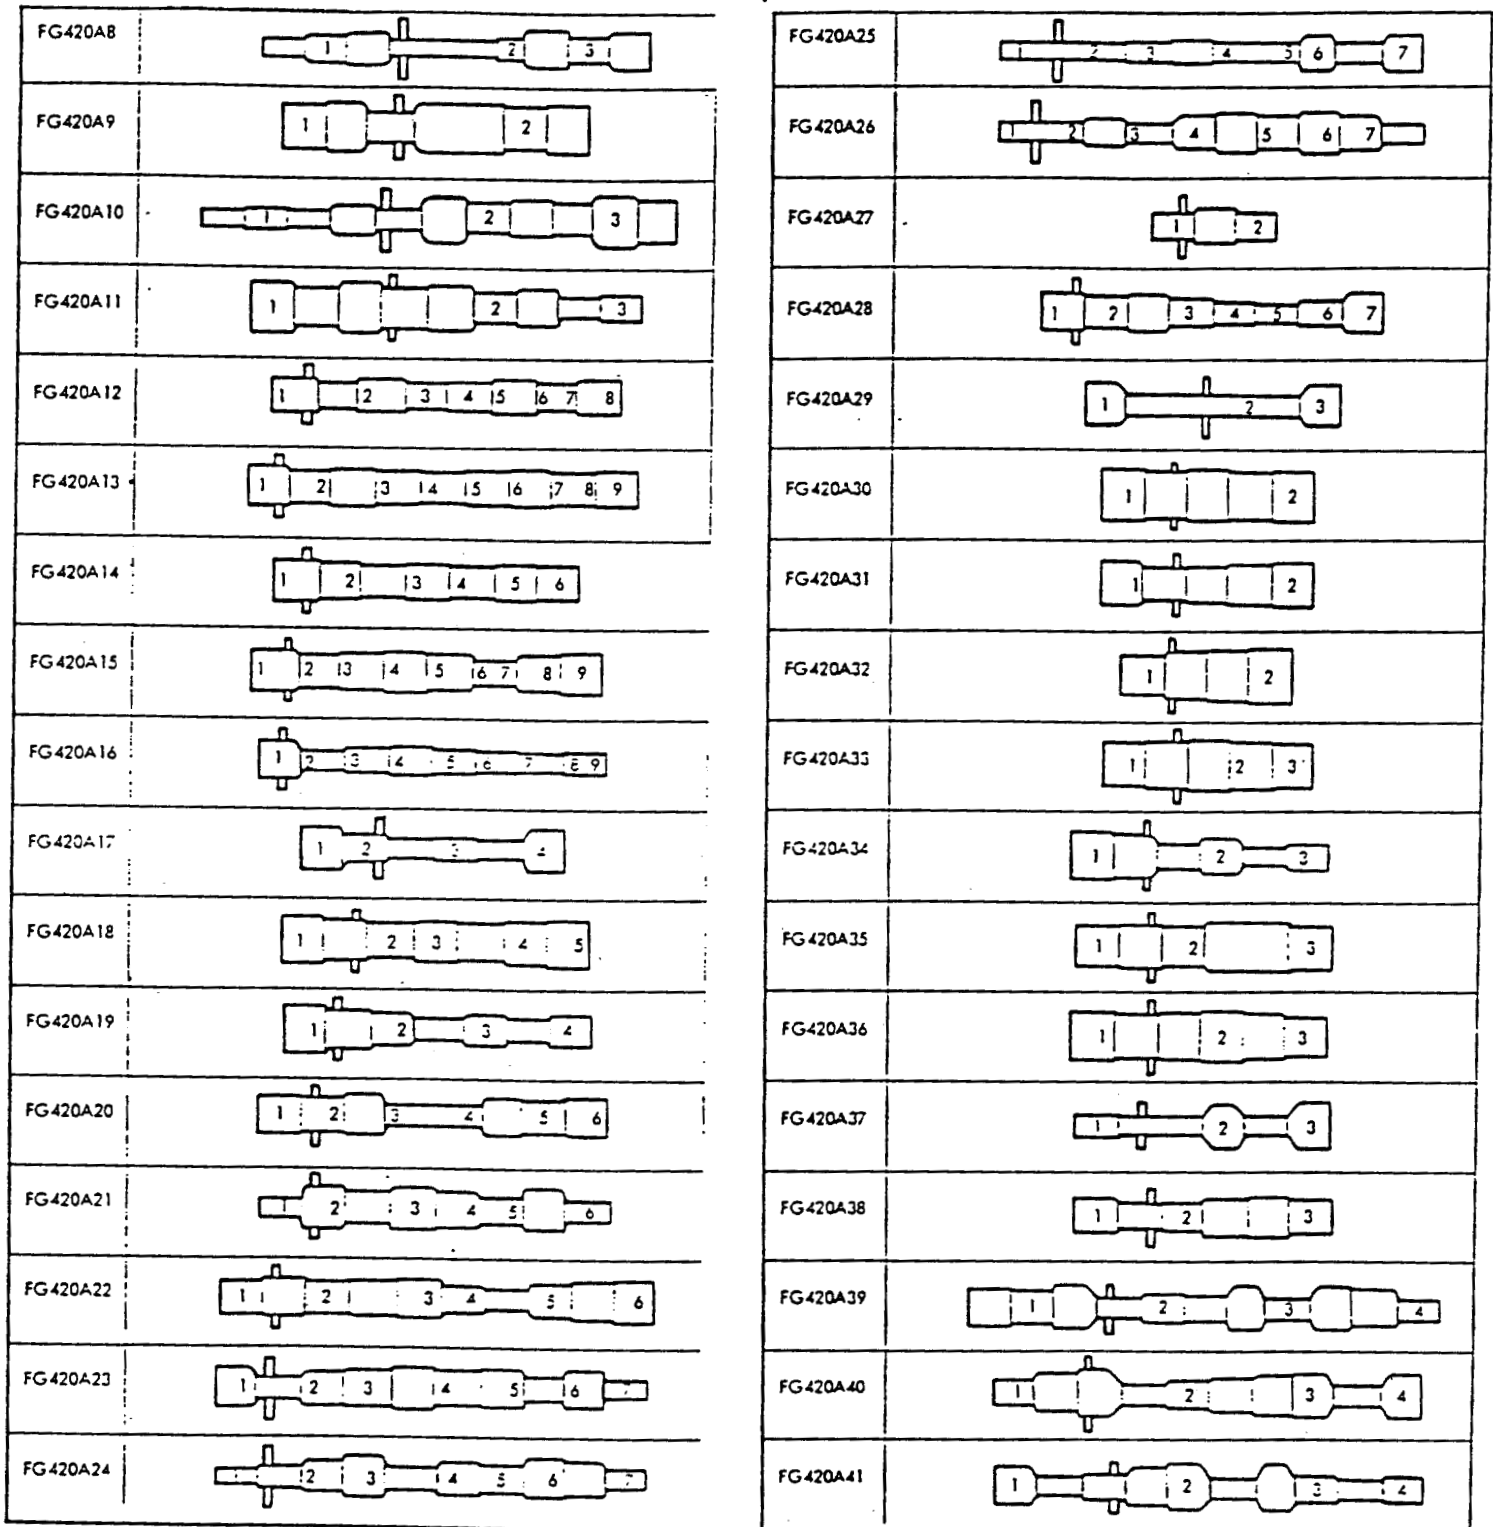 FG420A8 1 2 3
FG420A9 1 2
FG420A10 1 2 3
FG420A11 1 2 3
FG420A12 1 2 3 4 5 6 7 8
FG420A13 1 2 3 4 5 6 7 8 9
FG420A14 1 2 3 4 5 6
FG420A15 1 2 3 4 5 6 7 8 9
FG420A16 1 2 3 4 5 6 7 8 9
FG420A17 1 2 3 4
FG420A18 1 2 3 4 5
FG420A19 1 2 3 4
FG420A20 1 2 3 4 5 6
FG420A21 2 3 4 5 6
FG420A22 1 2 3 4 5 6
FG420A23 1 2 3 4 5 6
FG420A24 2 3 4 5 6 7
FG420A25 2 3 4 5 6 7
FG420A26 2 3 4 5 6 7
FG420A27 1 2
FG420A28 1 2 3 4 5 6 7
FG420A29 1 2 3
FG420A30 1 2
FG420A31 1 2
FG420A32 1 2
FG420A33 1 2 3
FG420A34 1 2 3
FG420A35 1 2 3
FG420A36 1 2 3
FG420A37 1 2 3
FG420A38 1 2 3
FG420A39 1 2 3 4
FG420A40 1 2 3 4
FG420A41 1 2 3 4